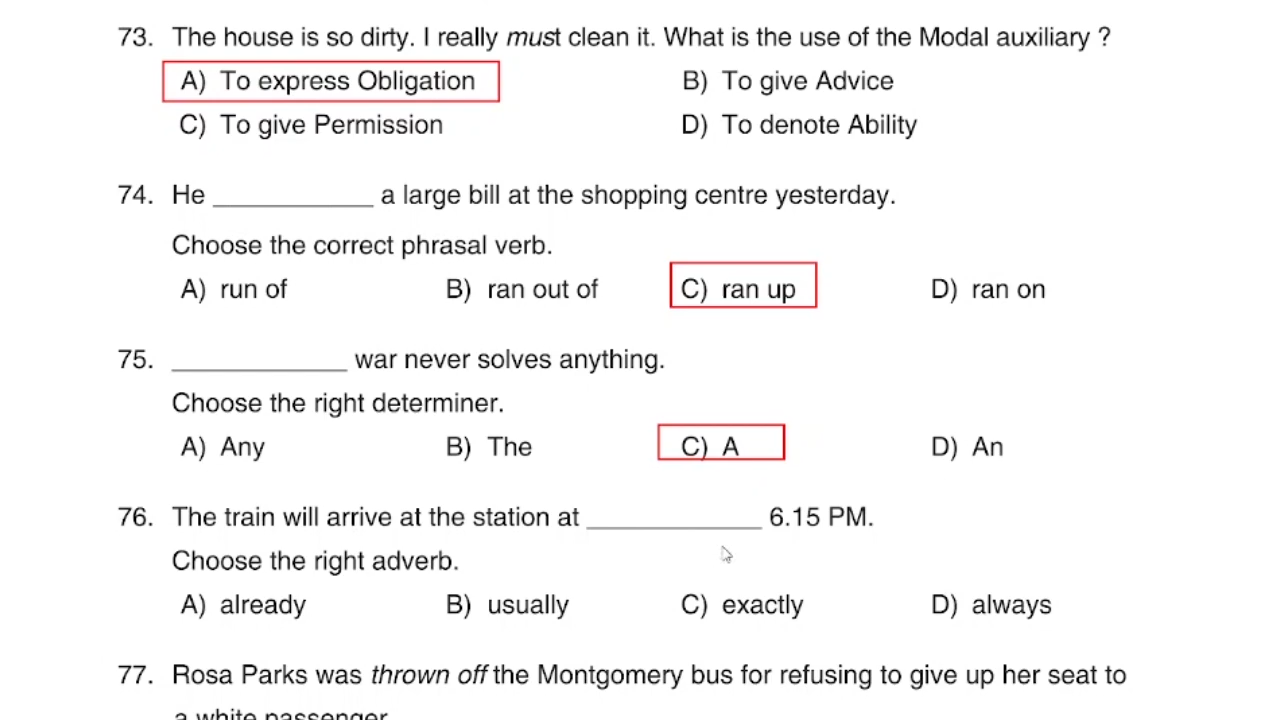 73. The house is so dirty. I really must clean it. What is the use of the Modal auxiliary ?
A) To express Obligation B) To give Advice
C) To give Permission D) To denote Ability
74. He ___________ a large bill at the shopping centre yesterday.
Choose the correct phrasal verb.
A) run of B) ran out of C) ran up D) ran on
75. ____________ war never solves anything.
Choose the right determiner.
A) Any B) The C) A D) An
76. The train will arrive at the station at ____________ 6.15 PM.
Choose the right adverb.
A) already B) usually C) exactly D) always
77. Rosa Parks was thrown off the Montgomery bus for refusing to give up her seat to
a white passenger